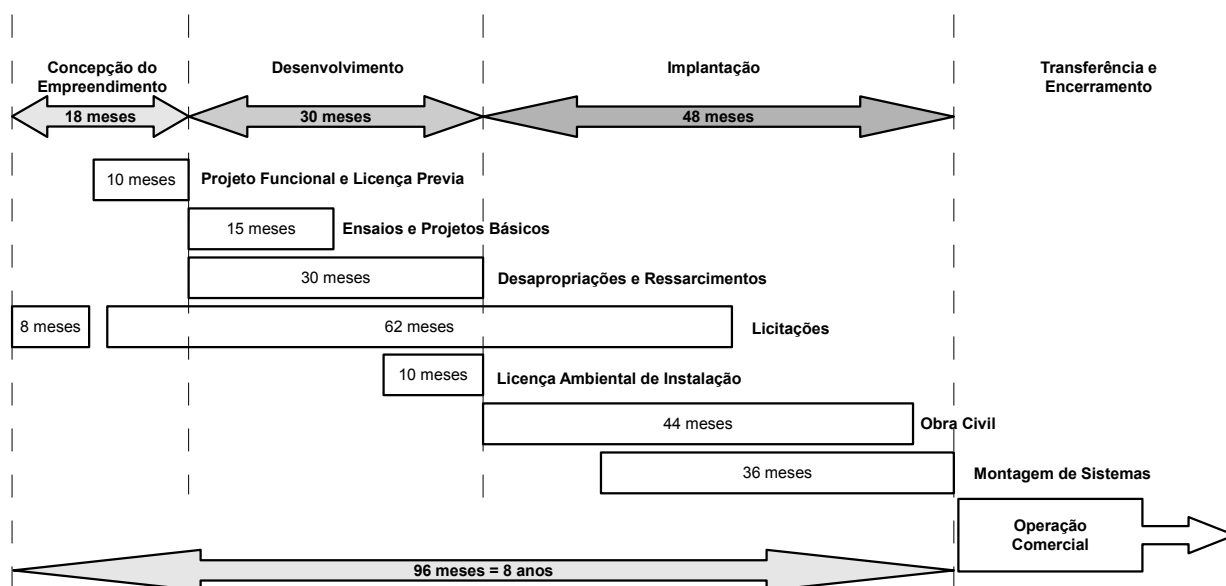 Concepção do
Empreendimento
Desenvolvimento
Implantação
Transferência e
Encerramento
18 meses
30 meses
48 meses
10 meses
Projeto Funcional e Licença Previa
15 meses
Ensaios e Projetos Básicos
30 meses
Desapropriações e Ressarcimentos
8 meses
62 meses
Licitações
10 meses
Licença Ambiental de Instalação
44 meses
Obra Civil
36 meses
Montagem de Sistemas
Operação
Comercial
96 meses = 8 anos